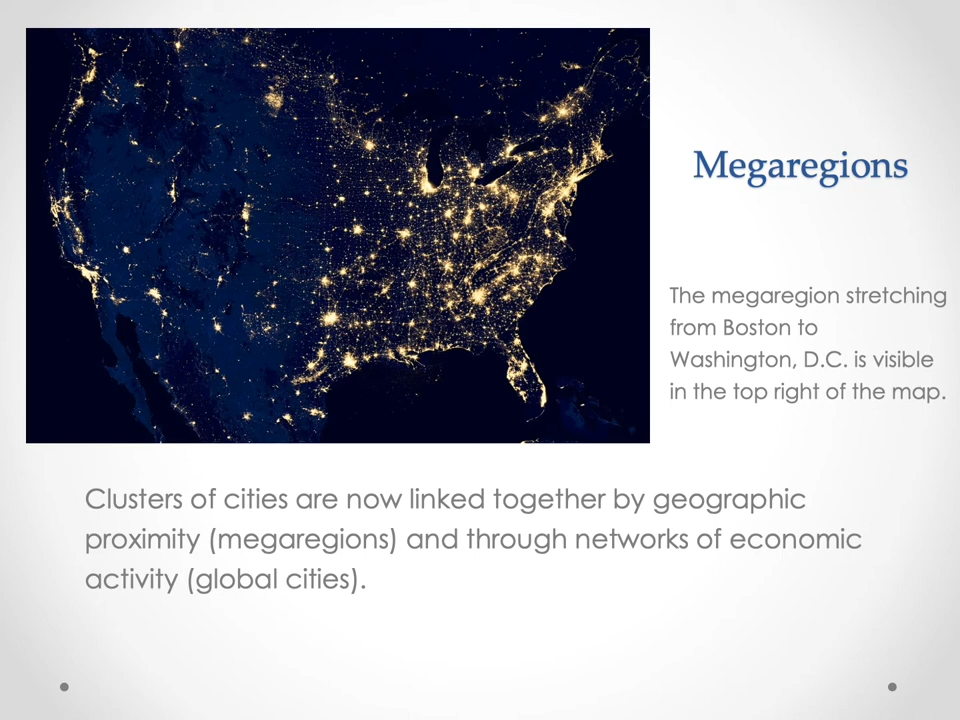 Megaregions
The megaregion stretching
from Boston to
Washington, D.C. is visible
in the top right of the map.
Clusters of cities are now linked together by geographic
proximity (megaregions) and through networks of economic
activity (global cities).